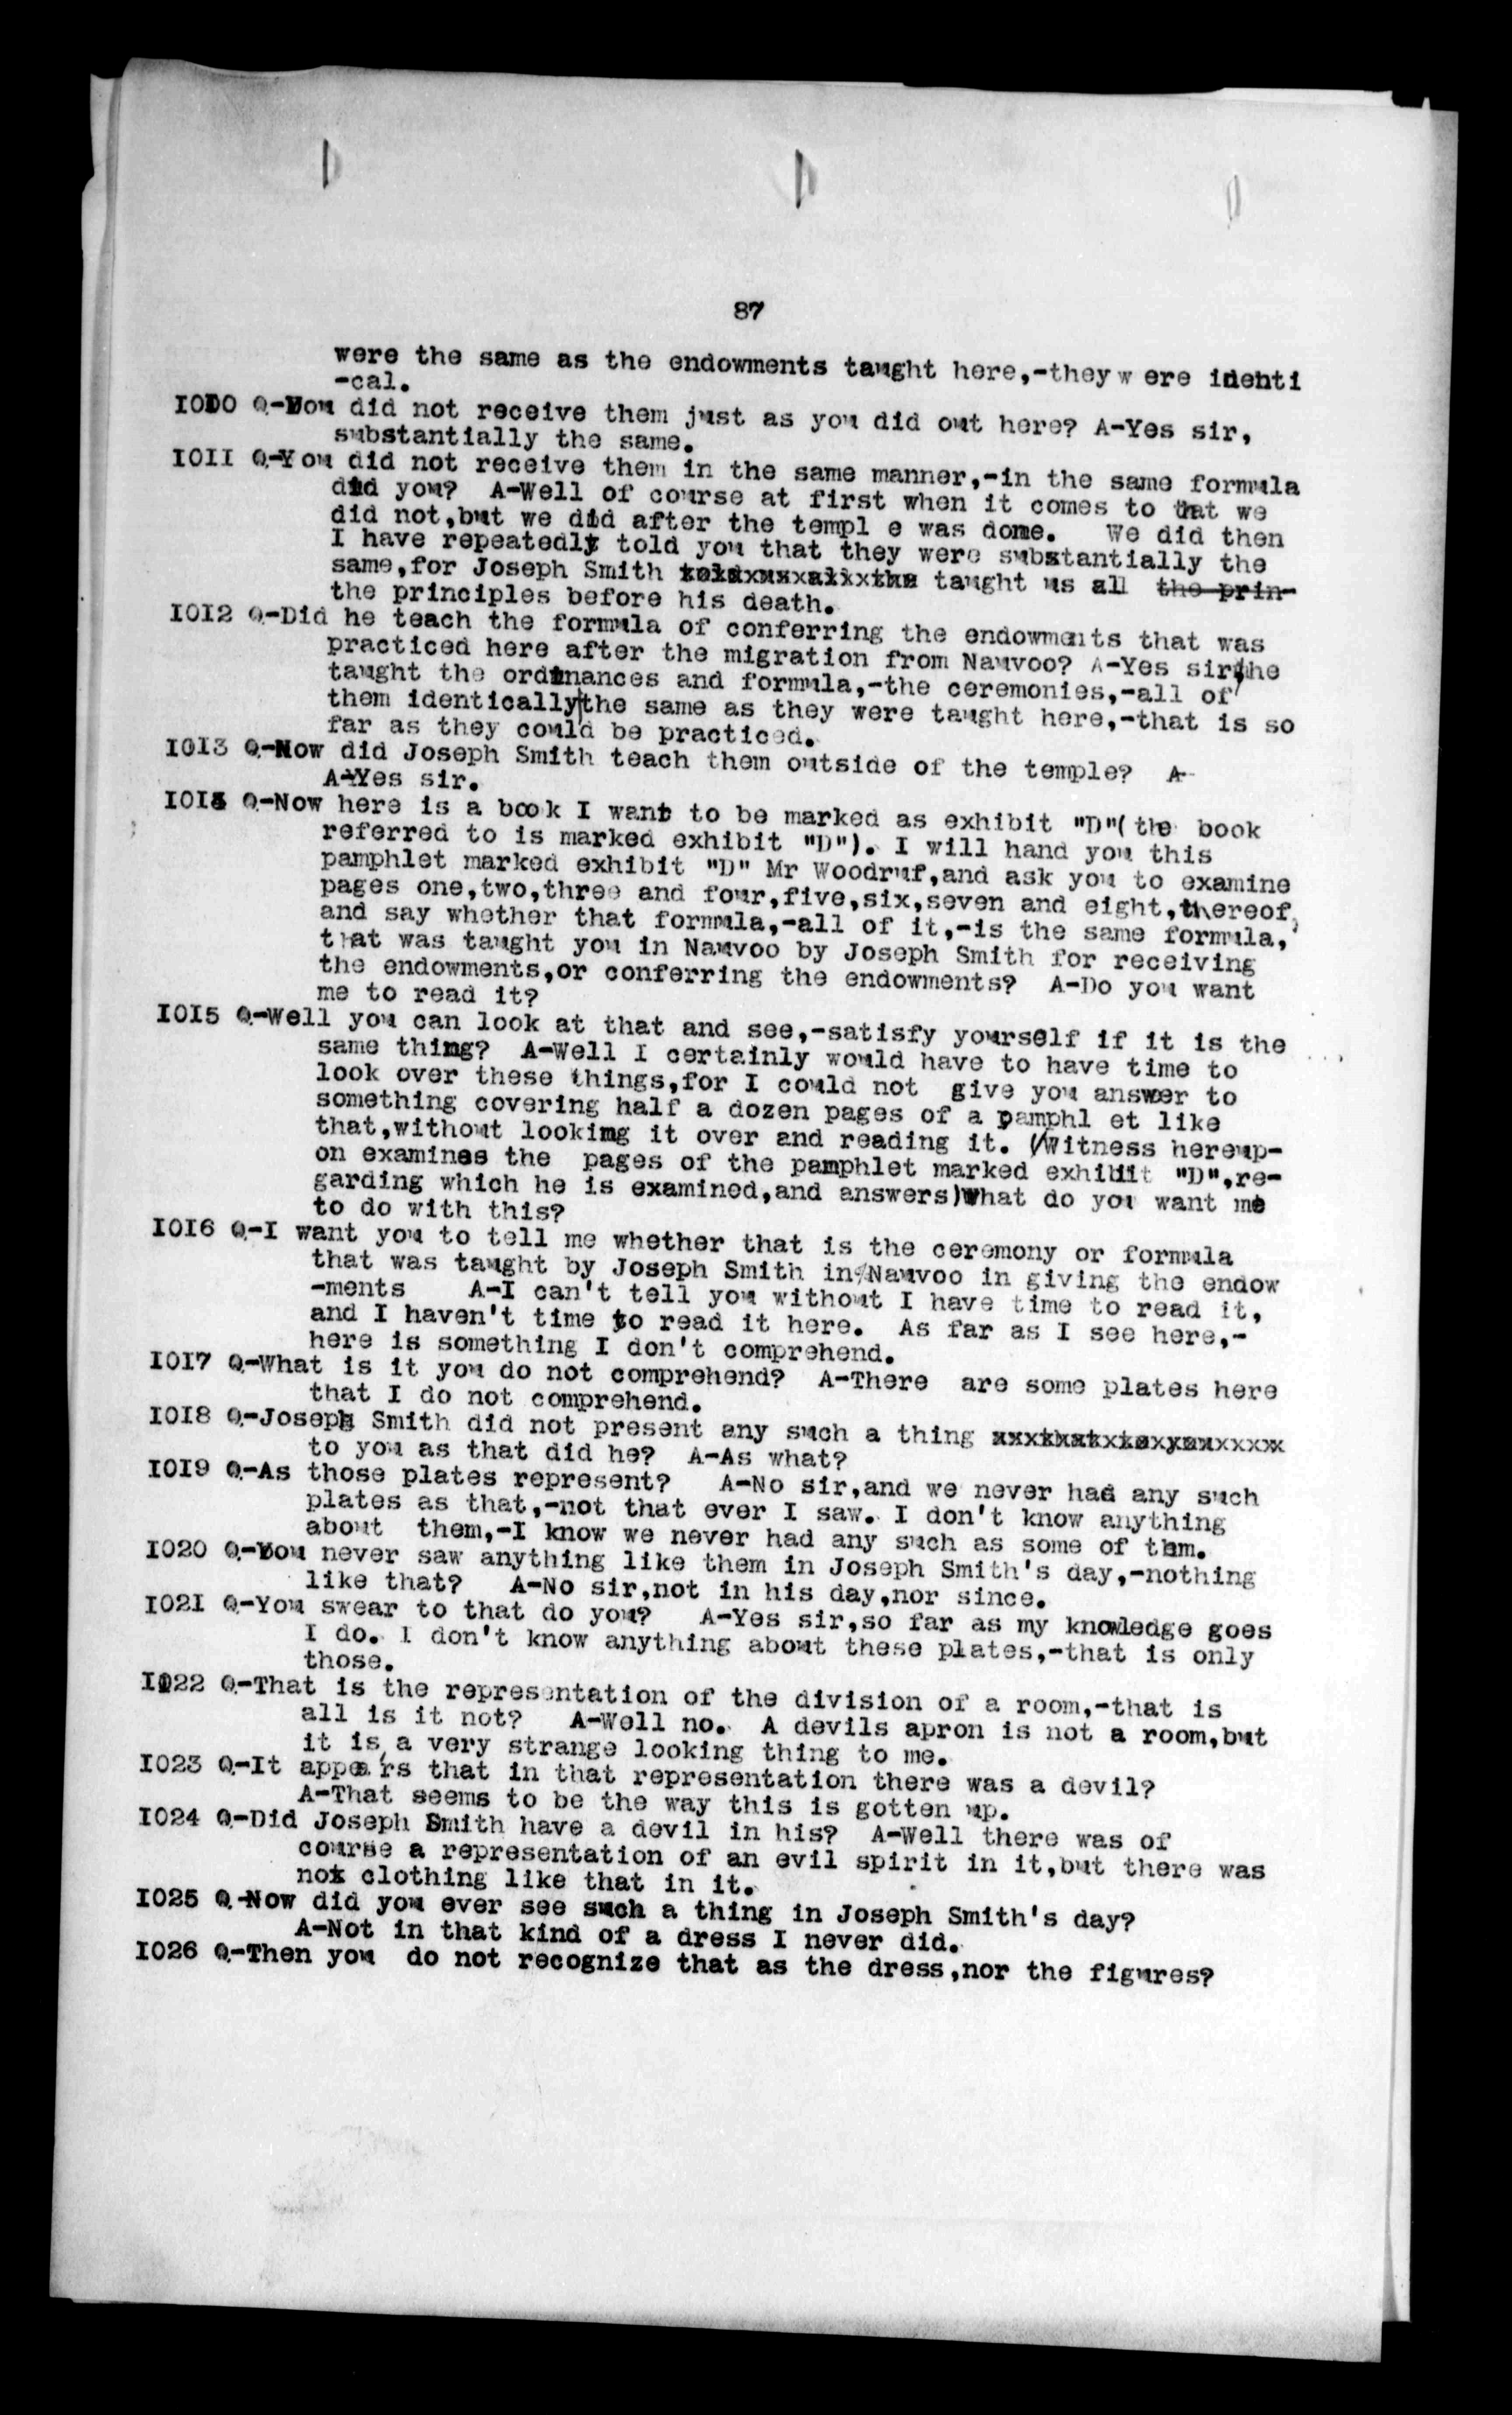 87
were the same as the endowments taught here,-theyw ere identi
-cal.
IOIO Q-You did not receive them just as you did out here? A-Yes sir,
substantially the same.
IOII Q-You did not receive them in the same manner,-in the same formula
did you? A-Well of course at first when it comes to that we
did not,but we did after the templ e was done. We did then
I have repeatedly told you that they were substantially the
same,for Joseph Smith told us all the taught us all the prin-
the principles before his death.
IOI2 Q-Did he teach the formula of conferring the endowments that was
practiced here after the migration from Nauvoo? A-Yes sir,he
taught the ordinances and formula,-the ceremonies,-all of
them identically the same as they were taught here,-that is so
far as they could be practiced.
IOI3 Q-Now did Joseph Smith teach them outside of the temple? A-
A-Yes sir.
IOI4 Q-Now here is a book I want to be marked as exhibit "D"(the book
referred to is marked exhibit "D"). I will hand you this
pamphlet marked exhibit "D" Mr Woodruf,and ask you to examine
pages one,two,three and four,five,six,seven and eight,thereof,
and say whether that formula,-all of it,-is the same formula,
that was taught you in Nauvoo by Joseph Smith for receiving
the endowments,or conferring the endowments? A-Do you want
me to read it?
IOI5 Q-Well you can look at that and see,-satisfy yourself if it is the
same thing? A-Well I certainly would have to have time to
look over these things,for I could not give you answer to
something covering half a dozen pages of a pamphl et like
that,without looking it over and reading it. (Witness hereup-
on examines the pages of the pamphlet marked exhibit "D",re-
garding which he is examined,and answers)What do you want me
to do with this?
IOI6 Q-I want you to tell me whether that is the ceremony or formula
that was taught by Joseph Smith in Nauvoo in giving the endow
-ments A-I can't tell you without I have time to read it,
and I haven't time to read it here. As far as I see here,-
here is something I don't comprehend.
IOI7 Q-What is it you do not comprehend? A-There are some plates here
that I do not comprehend.
IOI8 Q-Joseph Smith did not present any such a thing
to you as that did he? A-As what?
IOI9 Q-As those plates represent? A-No sir,and we never had any such
plates as that,-not that ever I saw. I don't know anything
about them,-I know we never had any such as some of them.
IO20 Q-You never saw anything like them in Joseph Smith's day,-nothing
like that? A-No sir,not in his day,nor since.
IO2I Q-You swear to that do you? A-Yes sir,so far as my knowledge goes
I do. I don't know anything about these plates,-that is only
those.
IO22 Q-That is the representation of the division of a room,-that is
all is it not? A-Well no. A devils apron is not a room,but
it is a very strange looking thing to me.
IO23 Q-It appears that in that representation there was a devil?
A-That seems to be the way this is gotten up.
IO24 Q-Did Joseph Smith have a devil in his? A-Well there was of
course a representation of an evil spirit in it,but there was
not clothing like that in it.
IO25 Q-Now did you ever see such a thing in Joseph Smith's day?
A-Not in that kind of a dress I never did.
IO26 Q-Then you do not recognize that as the dress,nor the figures?